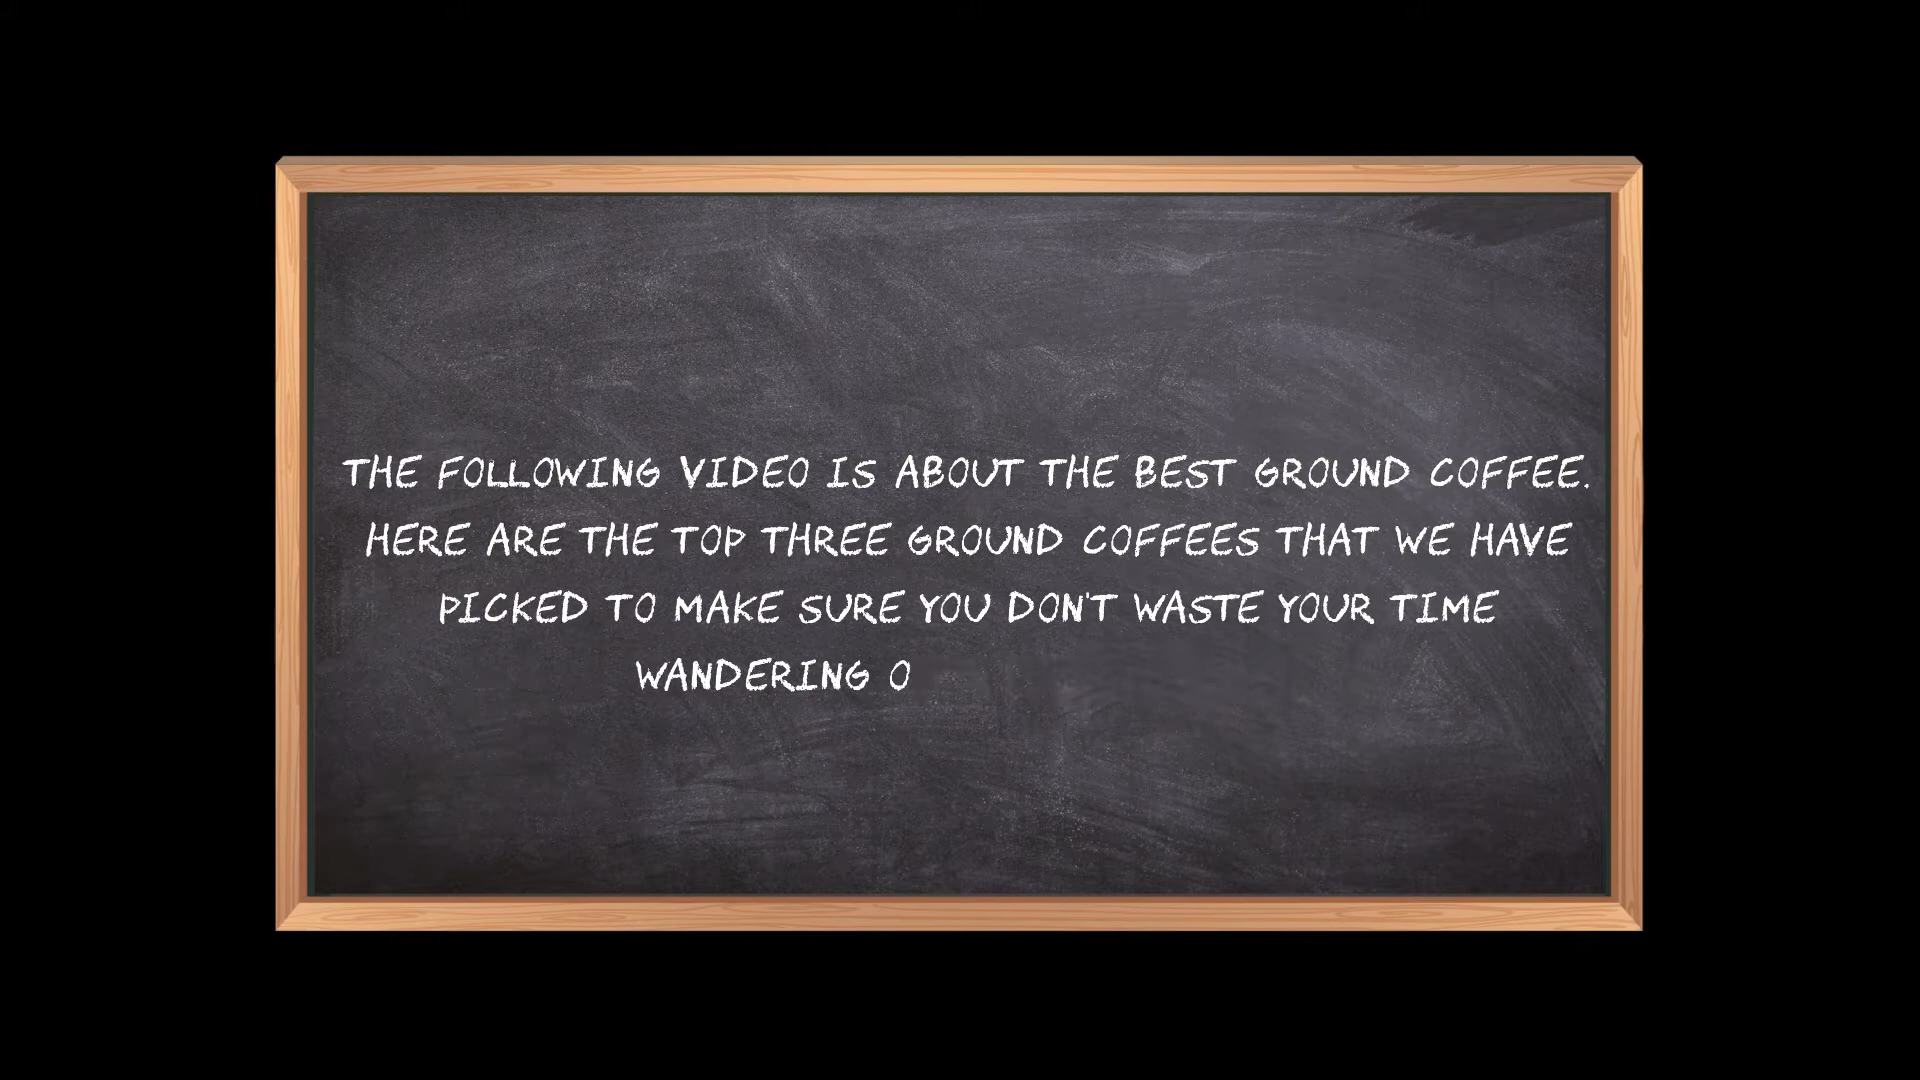 THE FOLLOWING VIDEO IS ABOUT THE BEST GROUND COFFEE.
HERE ARE THE TOP THREE GROUND COFFEES THAT WE HAVE
PICKED TO MAKE SURE YOU DON'T WASTE YOUR TIME
WANDERING O